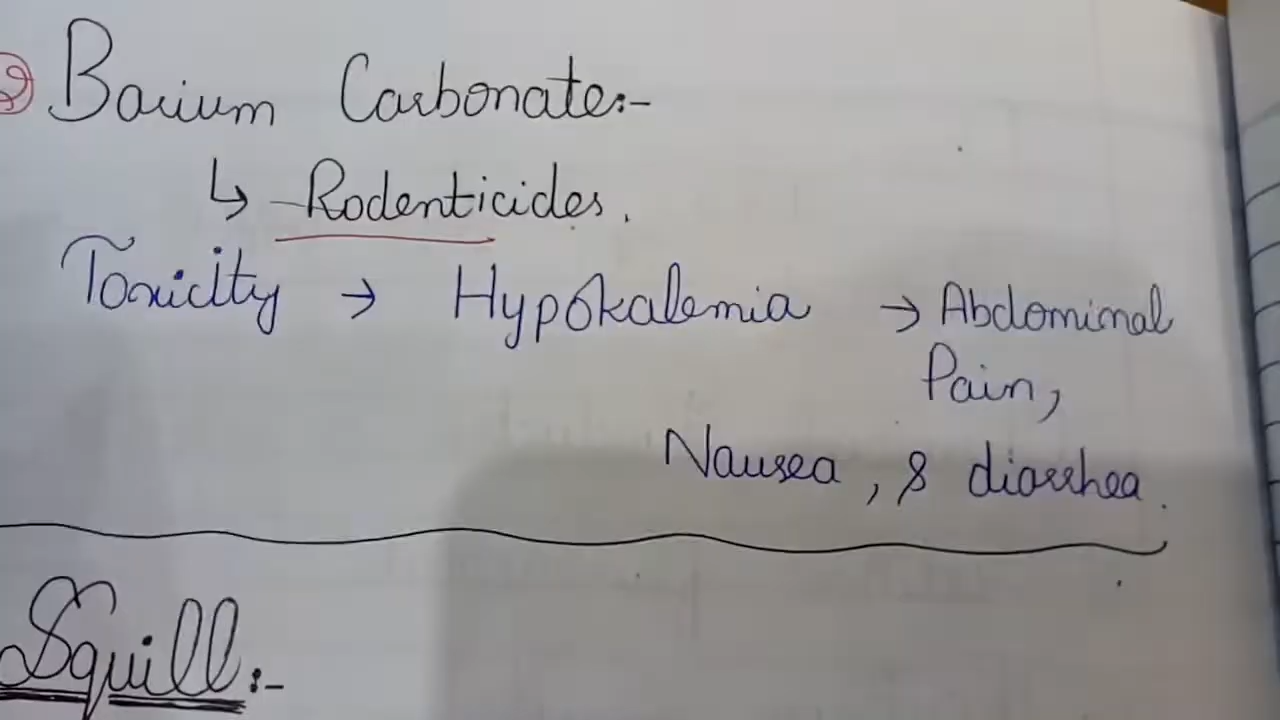 Barium Carbonate:-
↳ Rodenticides.
Toxicity → Hypokalemia → Abdominal
Pain,
Nausea, & diarrhea.
Squill:-